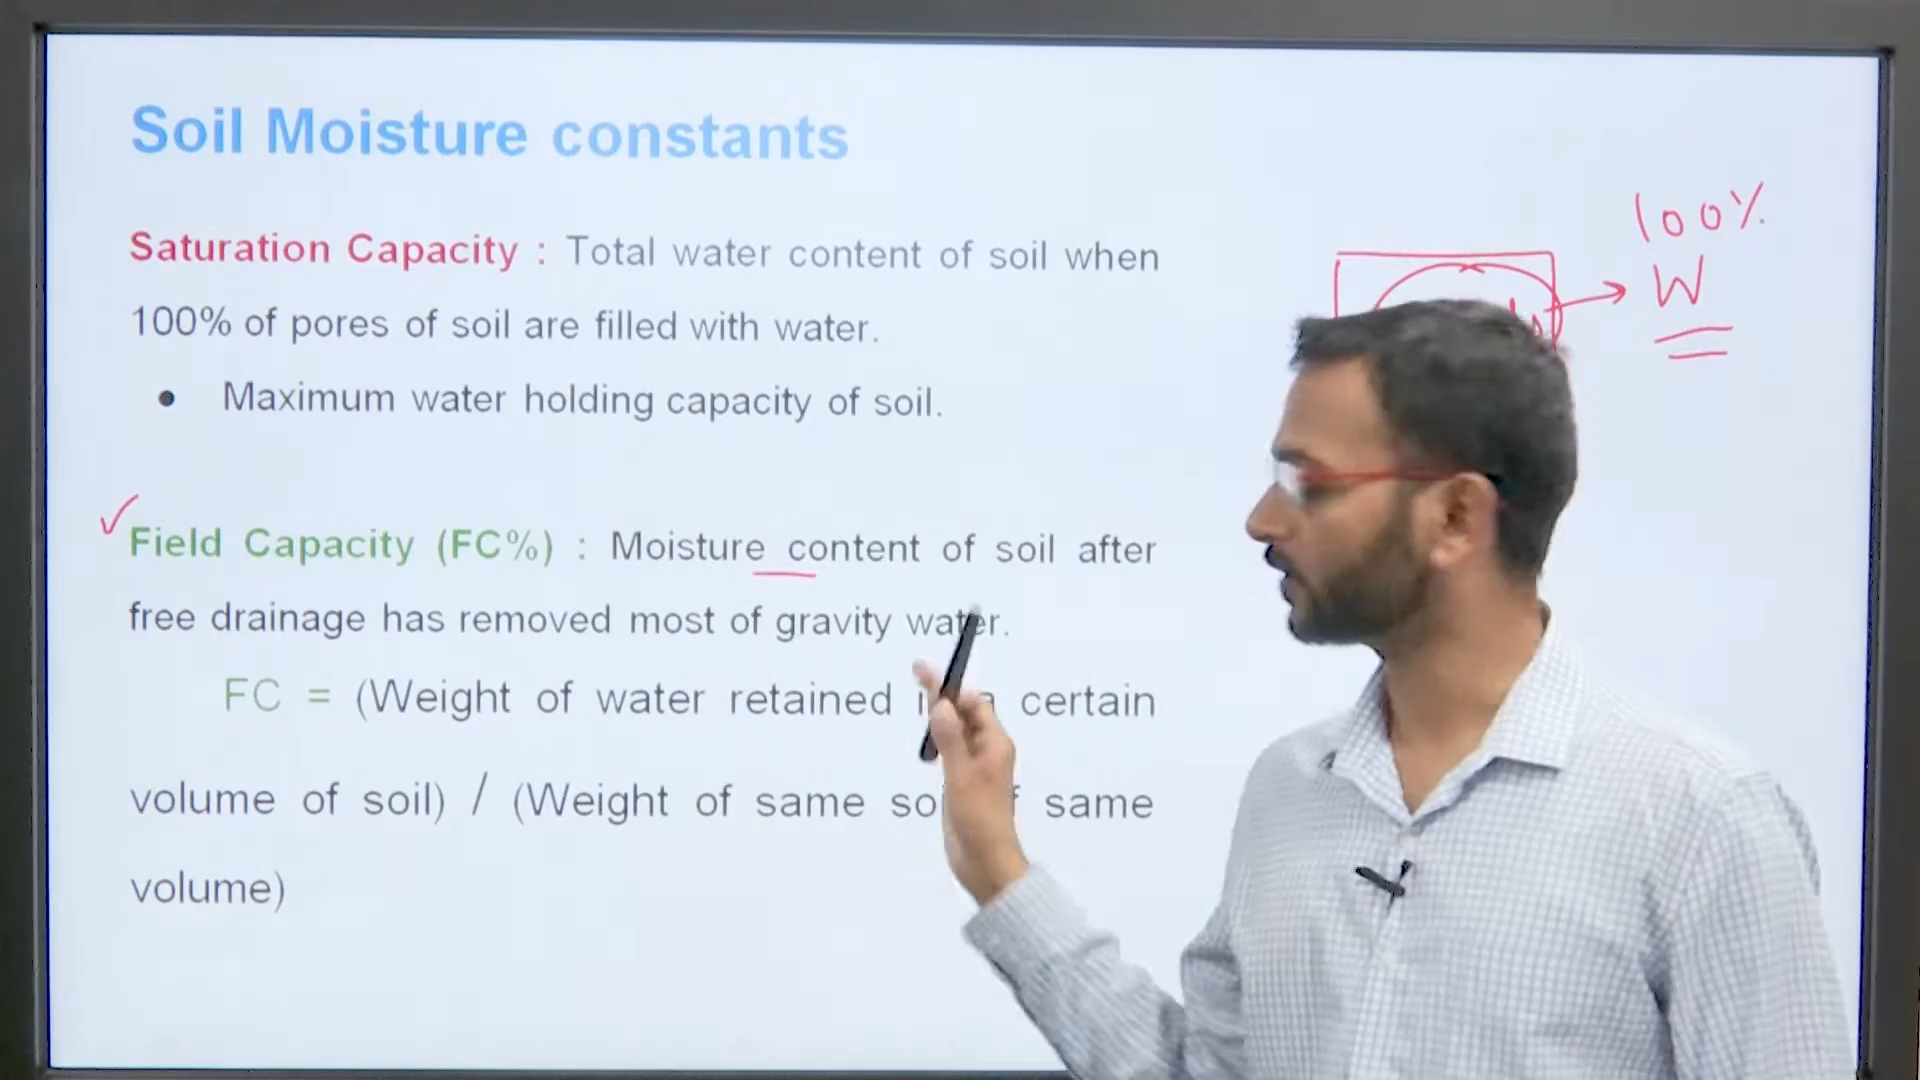 Soil Moisture constants
100%
W
Saturation Capacity : Total water content of soil when
100% of pores of soil are filled with water.
• Maximum water holding capacity of soil.
Field Capacity (FC%) : Moisture content of soil after
free drainage has removed most of gravity water.
FC = (Weight of water retained certain
volume of soil) / (Weight of same same
volume)